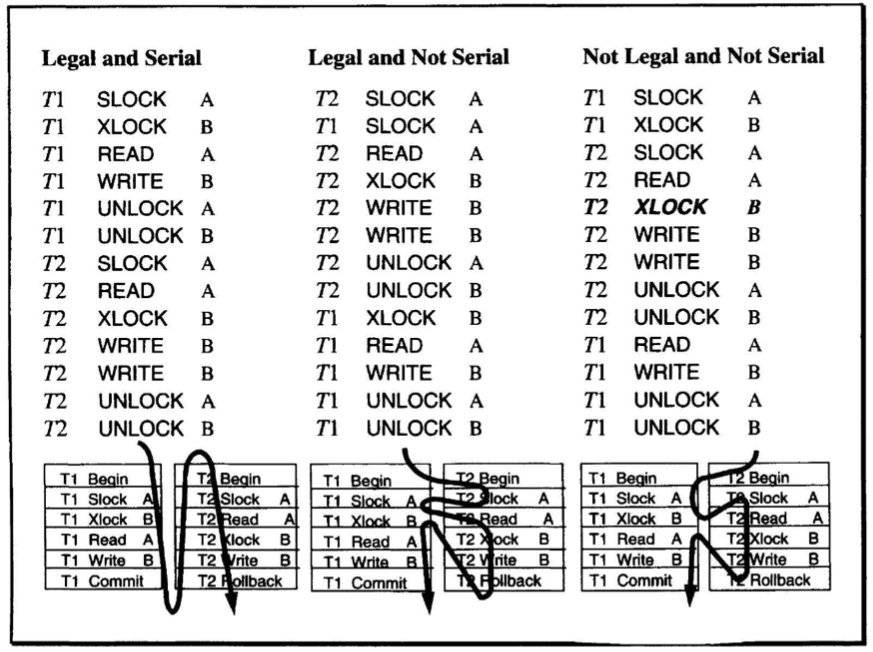 Legal and Serial
T1 SLOCK A
T1 XLOCK B
T1 READ A
T1 WRITE B
T1 UNLOCK A
T1 UNLOCK B
T2 SLOCK A
T2 READ A
T2 XLOCK B
T2 WRITE B
T2 WRITE B
T2 UNLOCK A
T2 UNLOCK B
T1 Begin
T1 Slock A
T1 Xlock B
T1 Read A
T1 Write B
T1 Commit
T2 Begin
T2 Slock A
T2 Read A
T2 Xlock B
T2 Write B
T2 Rollback
Legal and Not Serial
T2 SLOCK A
T1 SLOCK A
T2 READ A
T2 XLOCK B
T2 WRITE B
T2 WRITE B
T2 UNLOCK A
T2 UNLOCK B
T1 XLOCK B
T1 READ A
T1 WRITE B
T1 UNLOCK A
T1 UNLOCK B
T1 Begin
T1 Slock A
T1 Xlock B
T1 Read A
T1 Write B
T1 Commit
T2 Begin
T2 Slock A
T2 Read A
T2 Xlock B
T2 Write B
T2 Rollback
Not Legal and Not Serial
T1 SLOCK A
T1 XLOCK B
T2 SLOCK A
T2 READ A
T2 XLOCK B
T2 WRITE B
T2 WRITE B
T2 UNLOCK A
T2 UNLOCK B
T1 READ A
T1 WRITE B
T1 UNLOCK A
T1 UNLOCK B
T1 Begin
T1 Slock A
T1 Xlock B
T1 Read A
T1 Write B
T1 Commit
T2 Begin
T2 Slock A
T2 Read A
T2 Xlock B
T2 Write B
T2 Rollback